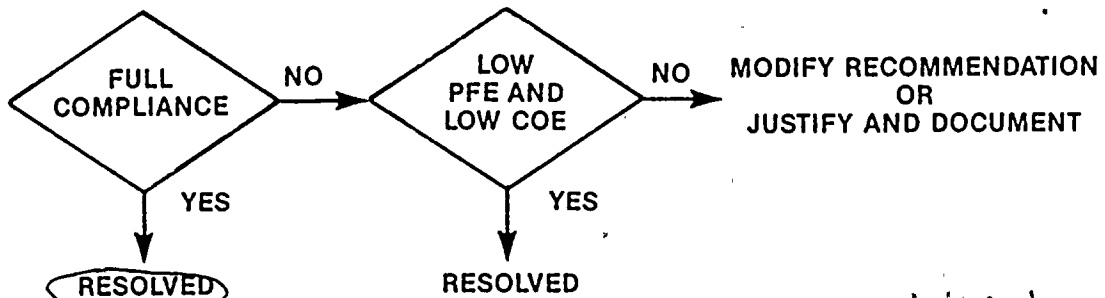 FULL
COMPLIANCE
NO
LOW
PFE AND
LOW COE
NO
MODIFY RECOMMENDATION
OR
JUSTIFY AND DOCUMENT
YES
YES
RESOLVED
RESOLVED